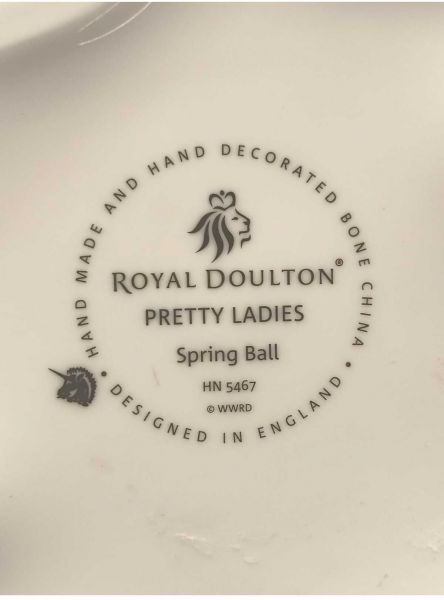 HAND MADE AND HAND DECORATED BONE CHINA
ROYAL DOULTON®
PRETTY LADIES
Spring Ball
HN 5467
© WWRD
• DESIGNED IN ENGLAND •